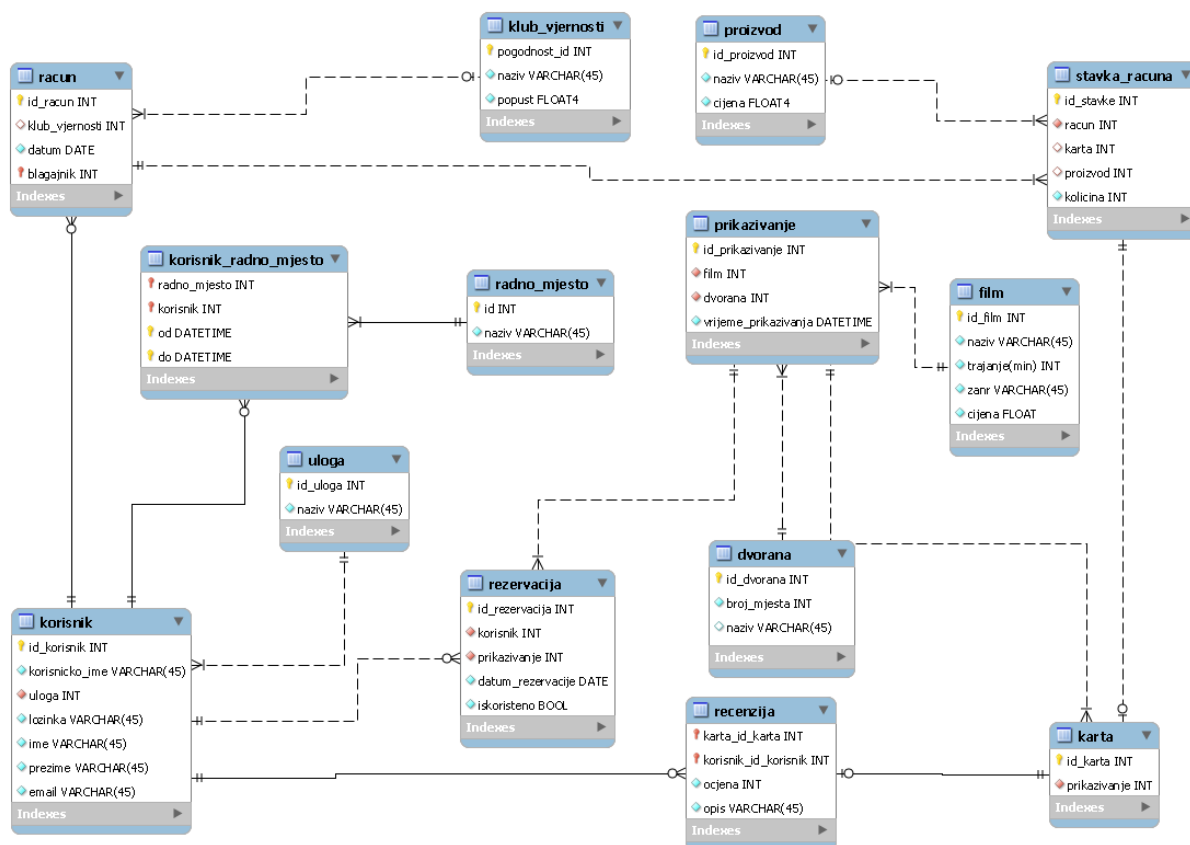 klub_vjernosti
pogodnost_id INT
naziv VARCHAR(45)
popust FLOAT4
Indexes
proizvod
id_proizvod INT
naziv VARCHAR(45)
cijena FLOAT4
Indexes
racun
id_racun INT
klub_vjernosti INT
datum DATE
blagajnik INT
Indexes
stavka_racuna
id_stavke INT
racun INT
karta INT
proizvod INT
kolicina INT
Indexes
korisnik_radno_mjesto
radno_mjesto INT
korisnik INT
od DATETIME
do DATETIME
Indexes
radno_mjesto
id INT
naziv VARCHAR(45)
Indexes
prikazivanje
id_prikazivanje INT
film INT
dvorana INT
vrijeme_prikazivanja DATETIME
Indexes
film
id_film INT
naziv VARCHAR(45)
trajanje(min) INT
zanr VARCHAR(45)
cijena FLOAT
Indexes
uloga
id_uloga INT
naziv VARCHAR(45)
Indexes
dvorana
id_dvorana INT
broj_mjesta INT
naziv VARCHAR(45)
Indexes
rezervacija
id_rezervacija INT
korisnik INT
prikazivanje INT
datum_rezervacije DATE
iskoristeno BOOL
Indexes
korisnik
id_korisnik INT
korisnicko_ime VARCHAR(45)
uloga INT
lozinka VARCHAR(45)
ime VARCHAR(45)
prezime VARCHAR(45)
email VARCHAR(45)
Indexes
recenzija
karta_id_karta INT
korisnik_id_korisnik INT
ocjena INT
opis VARCHAR(45)
Indexes
karta
id_karta INT
prikazivanje INT
Indexes